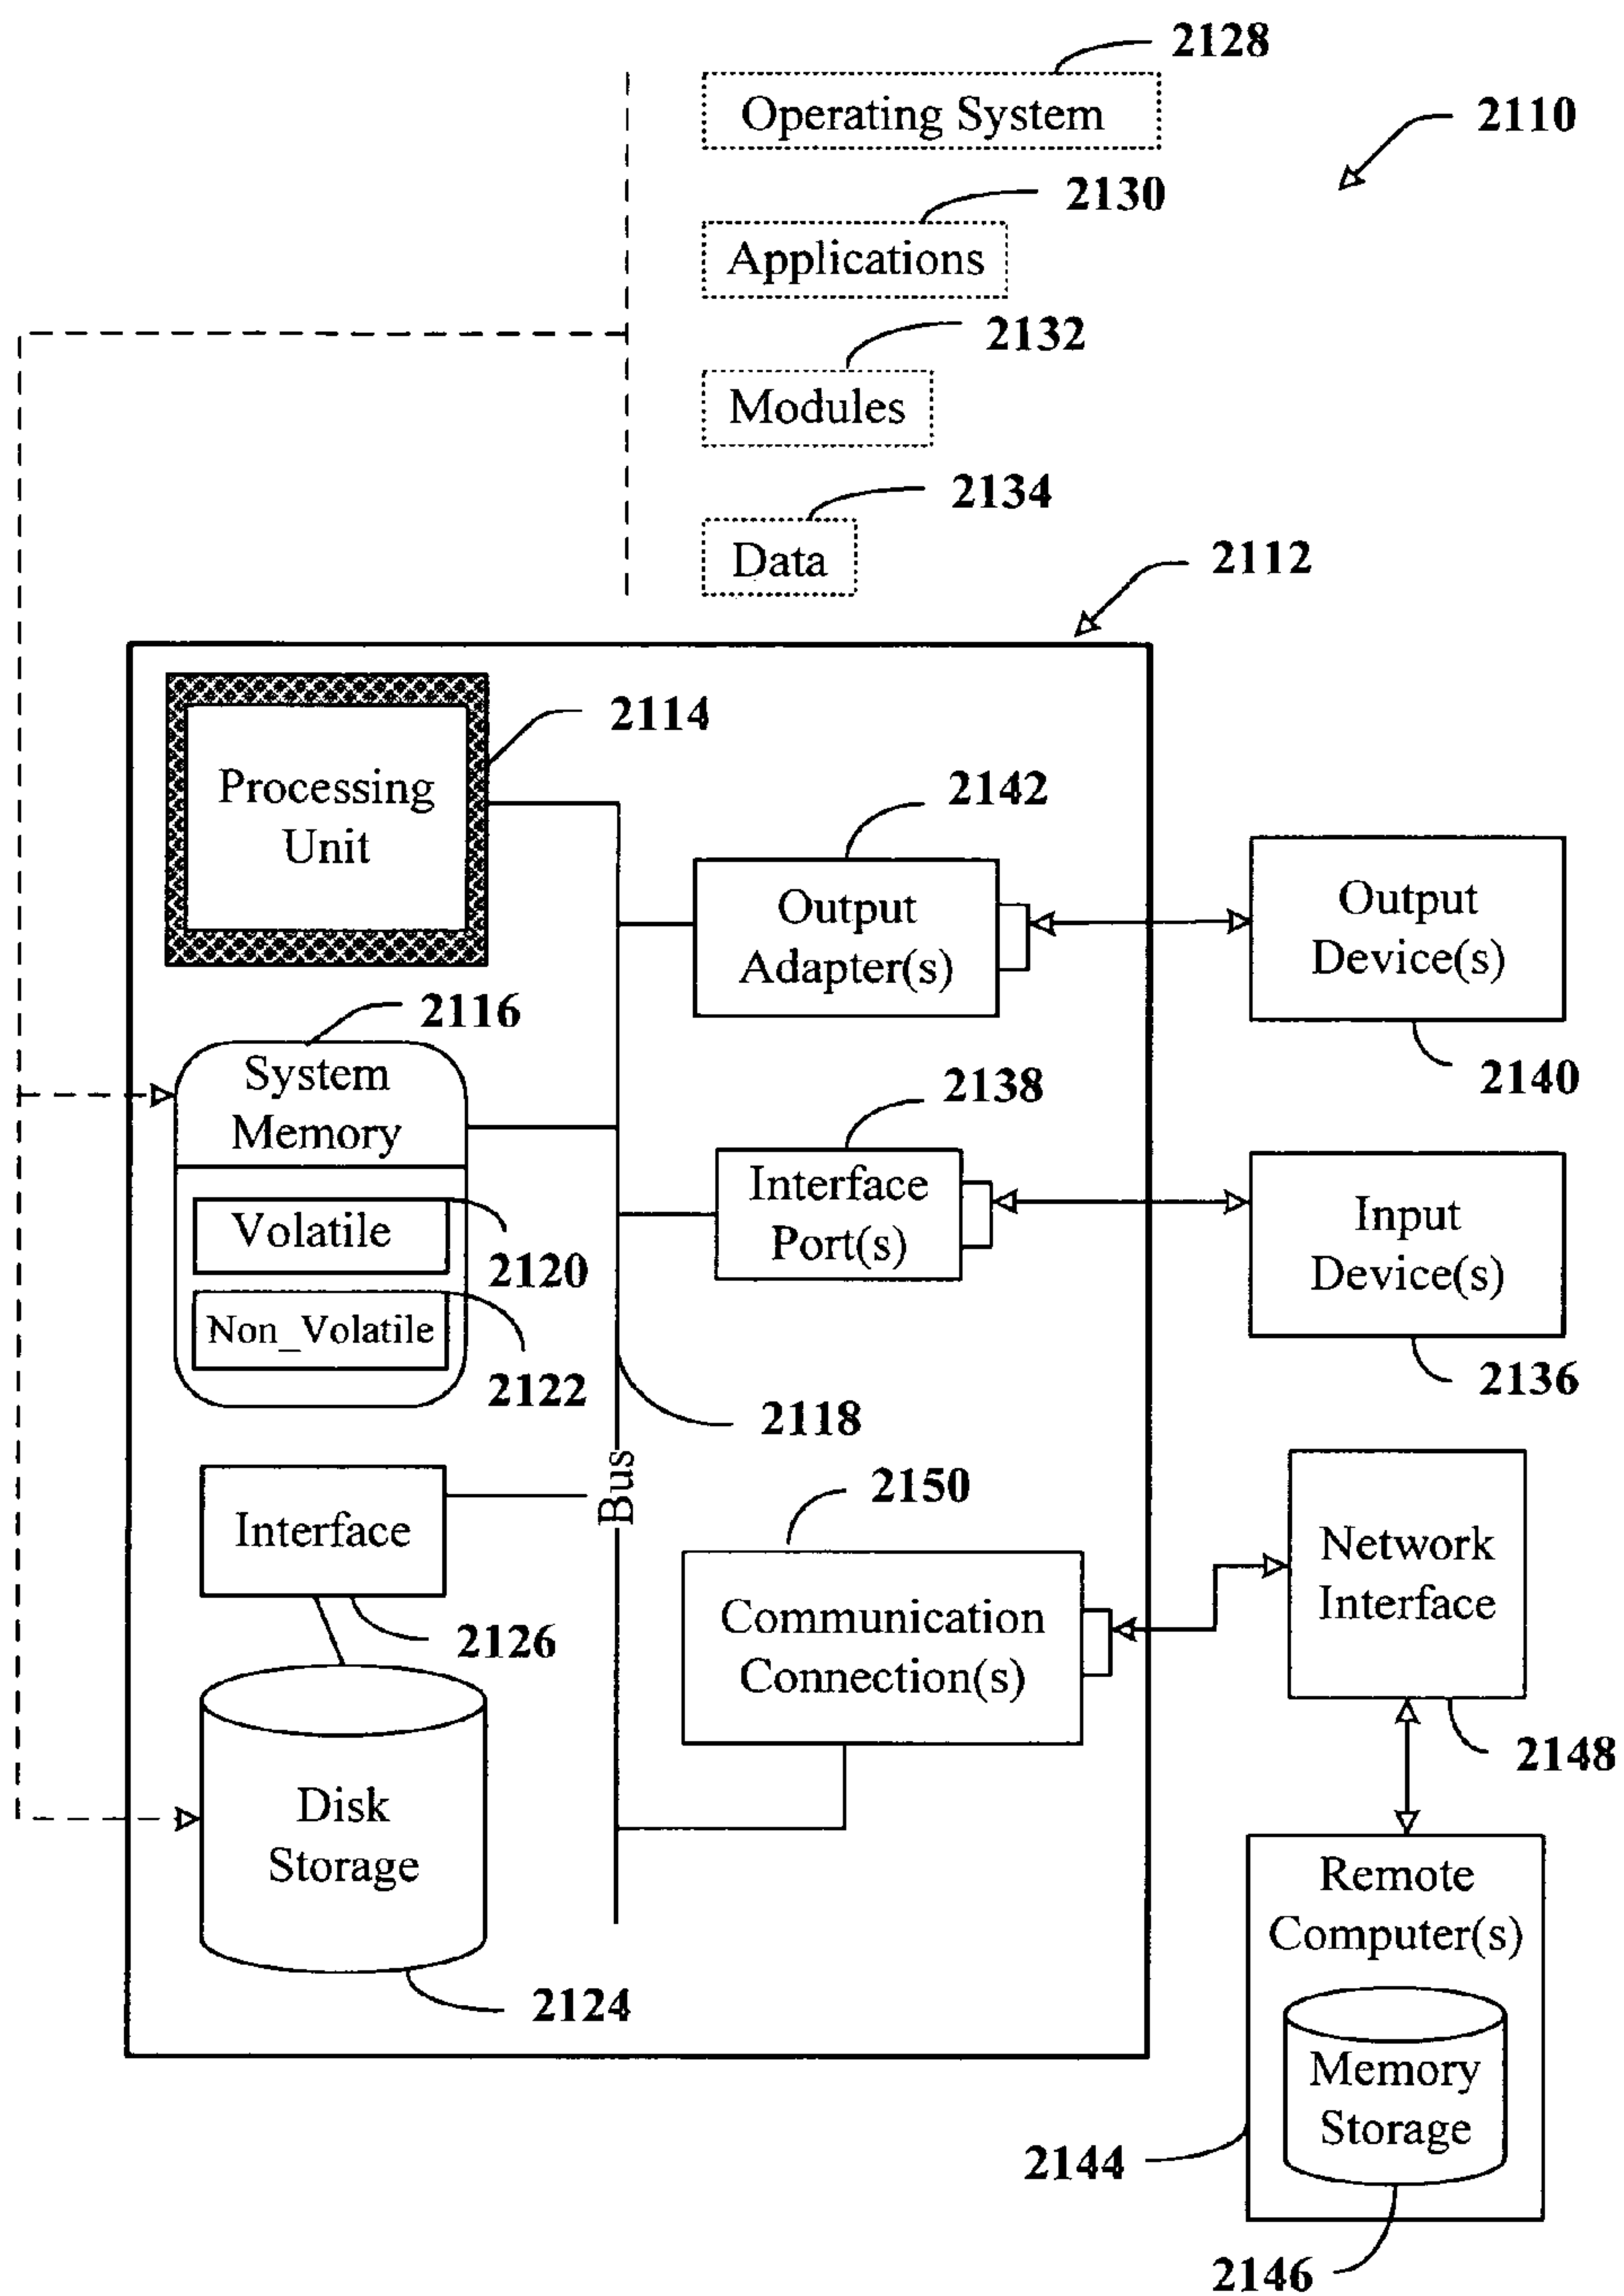 2128
Operating System
2110
2130
Applications
2132
Modules
2134
Data
2112
2114
Processing
Unit
2142
Output
Adapter(s)
Output
Device(s)
2140
2116
System
Memory
2138
Interface
Port(s)
Input
Device(s)
2136
Volatile
2120
Non_Volatile
2122
2118
Bus
2150
Interface
2126
Communication
Connection(s)
Network
Interface
2148
Disk
Storage
2124
Remote
Computer(s)
Memory
Storage
2144
2146